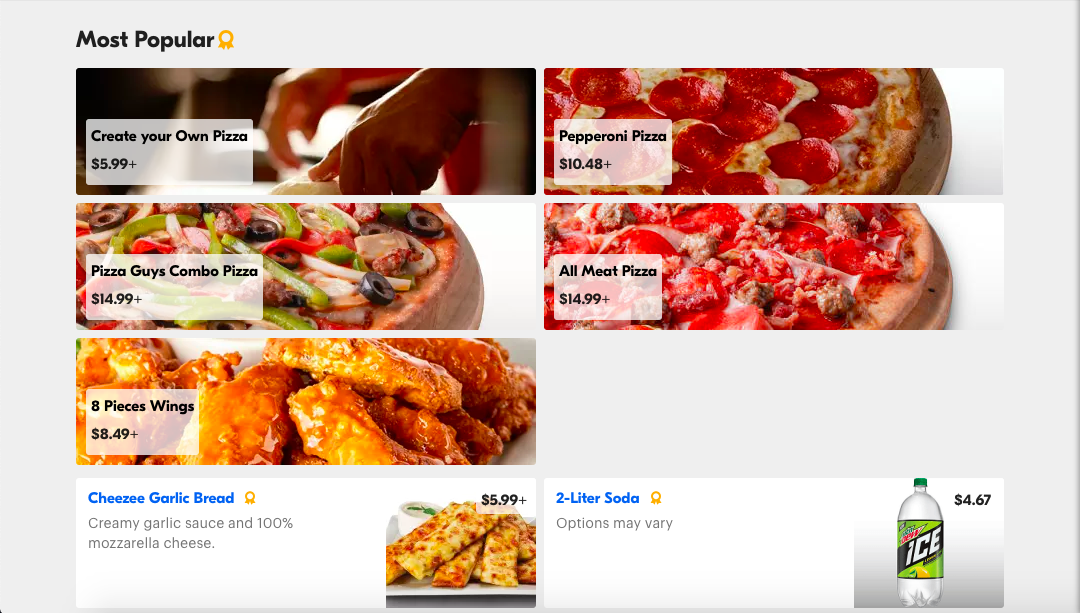 Most Popular
Create your Own Pizza
$5.99+
Pepperoni Pizza
$10.48+
Pizza Guys Combo Pizza
$14.99+
All Meat Pizza
$14.99+
8 Pieces Wings
$8.49+
Cheezee Garlic Bread
$5.99+
Creamy garlic sauce and 100%
mozzarella cheese.
2-Liter Soda
$4.67
Options may vary
ICE